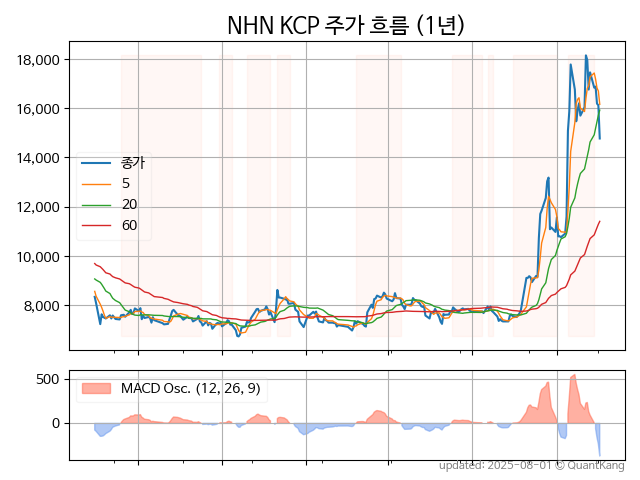 NHN KCP 주가 흐름 (1년)
18,000
16,000
14,000
12,000
10,000
8,000
종가
5
20
60
500
0
MACD Osc. (12, 26, 9)
updated: 2025-08-01 © QuantKang